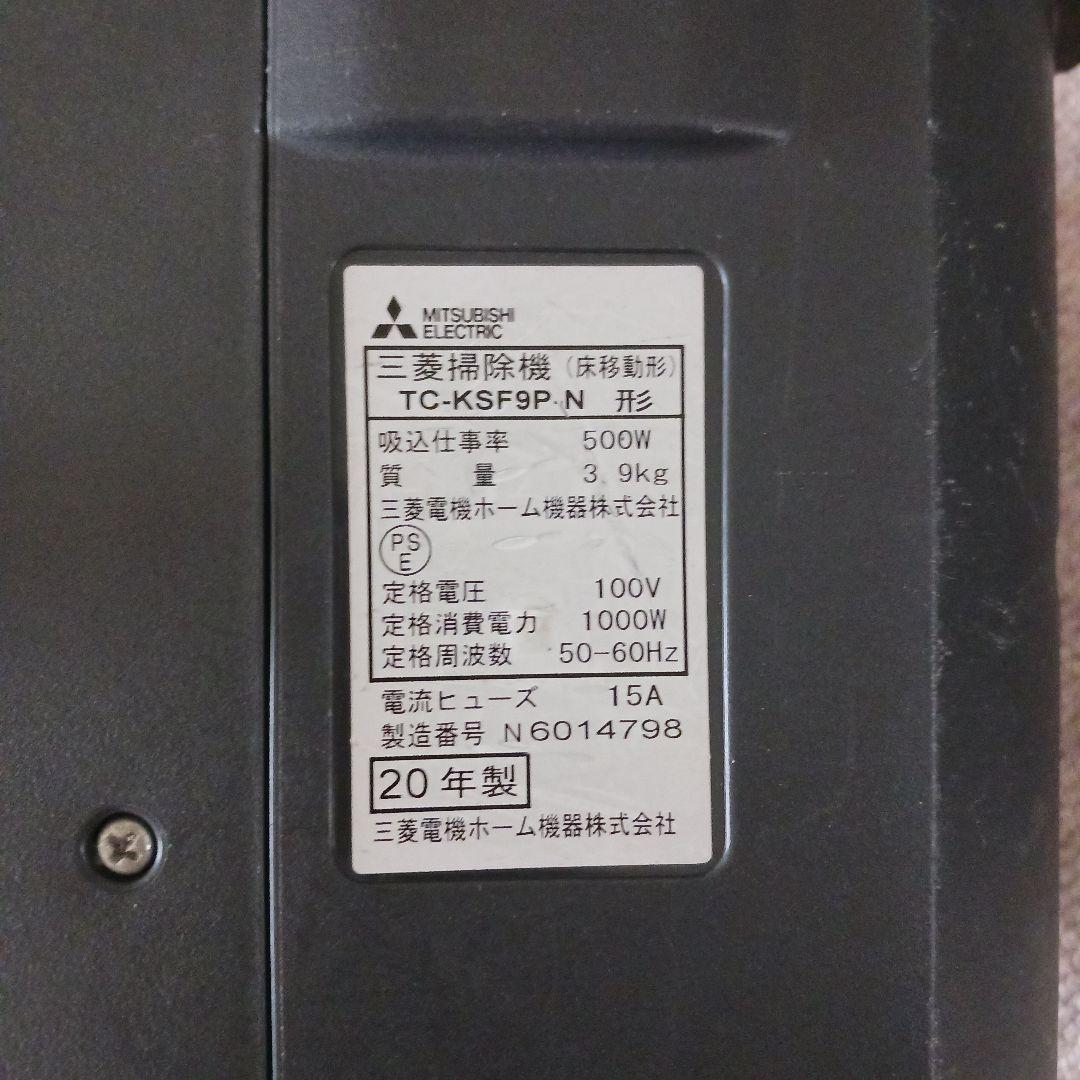 MITSUBISHI
ELECTRIC
三菱掃除機(床移動形)
TC-KSF9P N 形
吸込仕事率 500W
質 量 3.9kg
三菱電機ホーム機器株式会社
PS
E
定格電圧 100V
定格消費電力 1000W
定格周波数 50-60Hz
電流ヒューズ 15A
製造番号 N6014798
20 年製
三菱電機ホーム機器株式会社